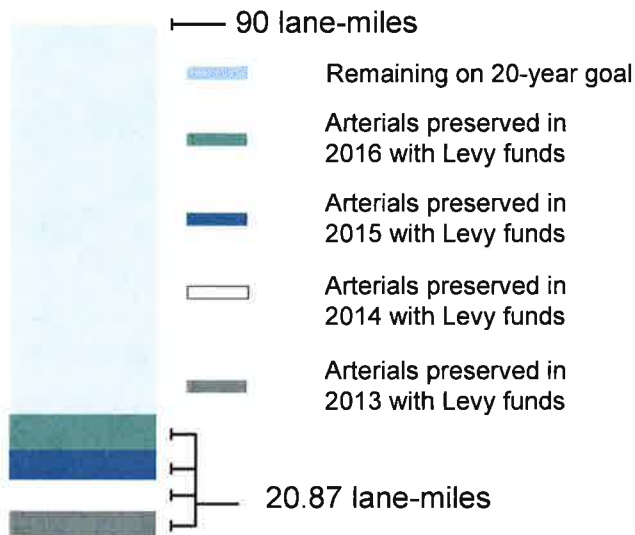 90 lane-miles
Remaining on 20-year goal
Arterials preserved in
2016 with Levy funds
Arterials preserved in
2015 with Levy funds
Arterials preserved in
2014 with Levy funds
Arterials preserved in
2013 with Levy funds
20.87 lane-miles